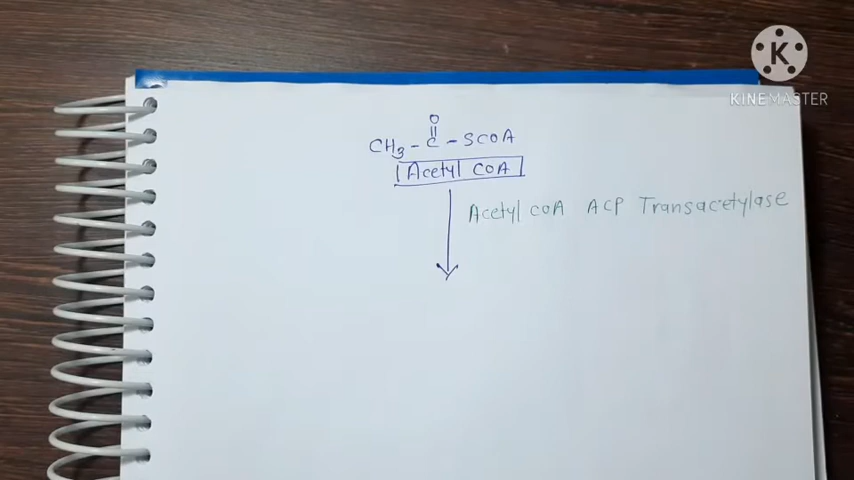 O
||
CH3 - C - SCOA
Acetyl COA
Acetyl COA ACP Transacetylase
K
KINEMASTER